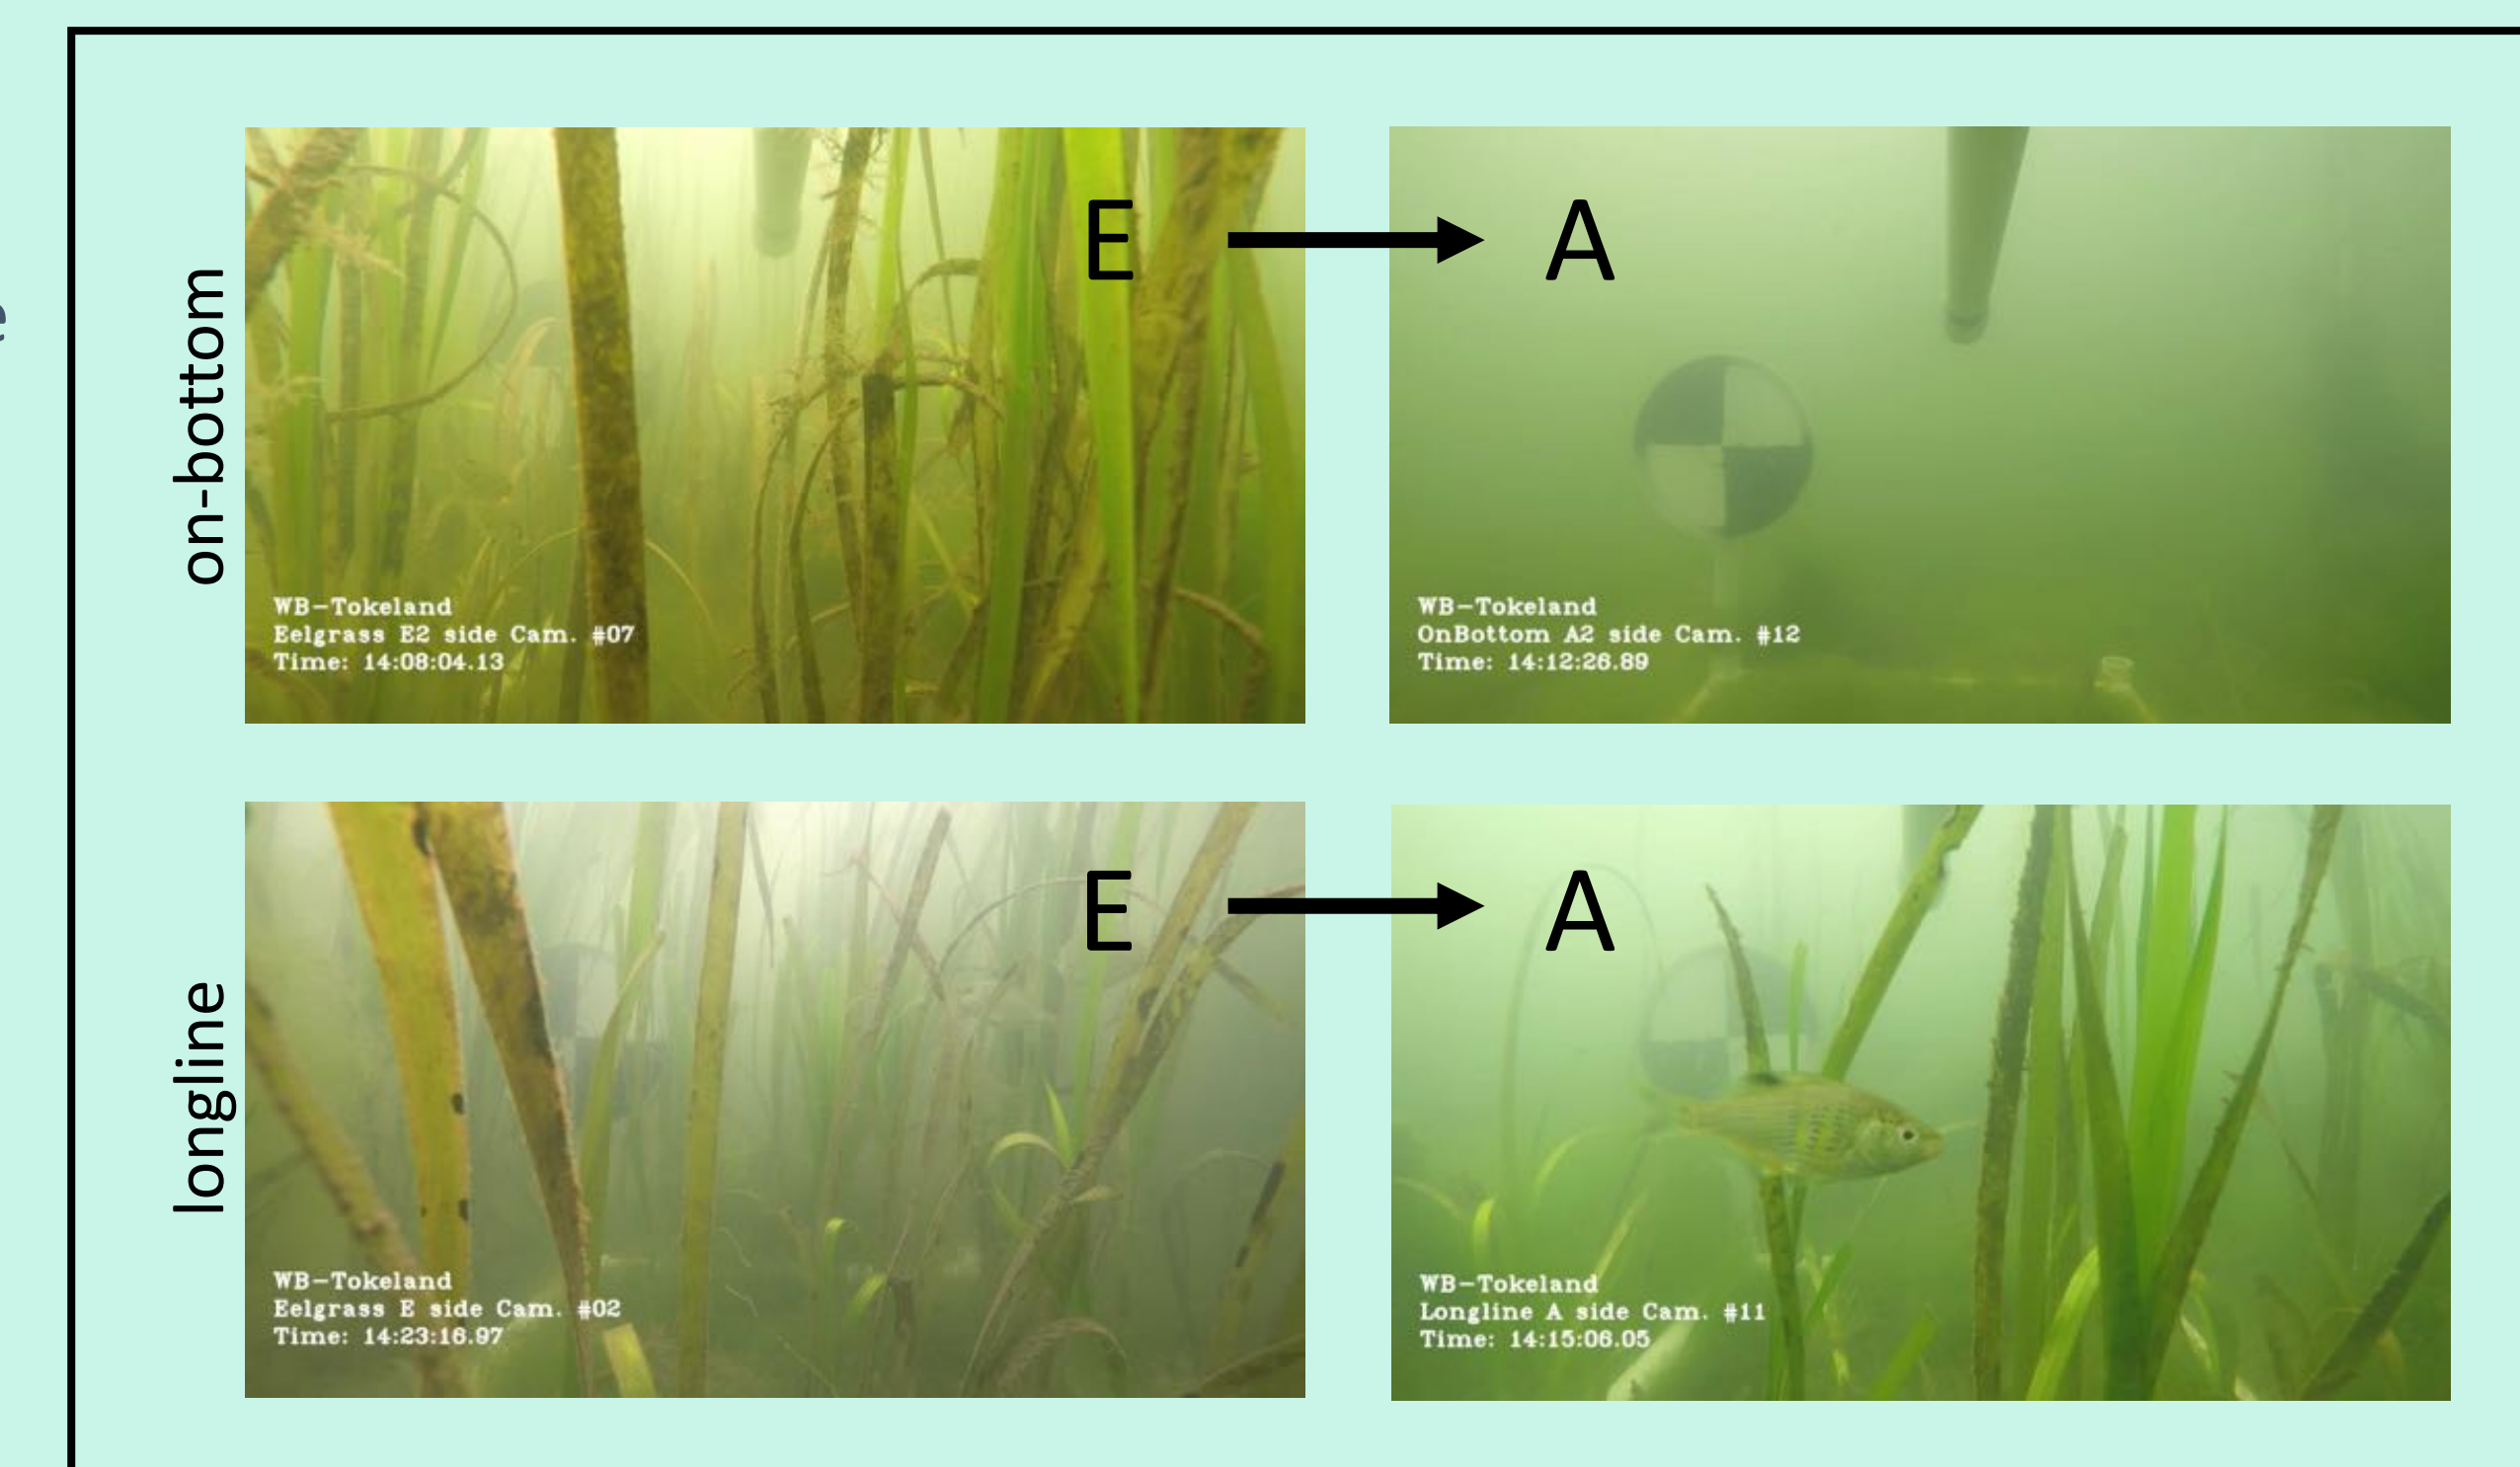 on-bottom
E
A
WB-Tokeland
Eelgrass E2 side Cam. #07
Time: 14:08:04.13
WB-Tokeland
OnBottom A2 side Cam. #12
Time: 14:12:26.89
longline
E
A
WB-Tokeland
Eelgrass E side Cam. #02
Time: 14:23:16.97
WB-Tokeland
Longline A side Cam. #11
Time: 14:15:06.05